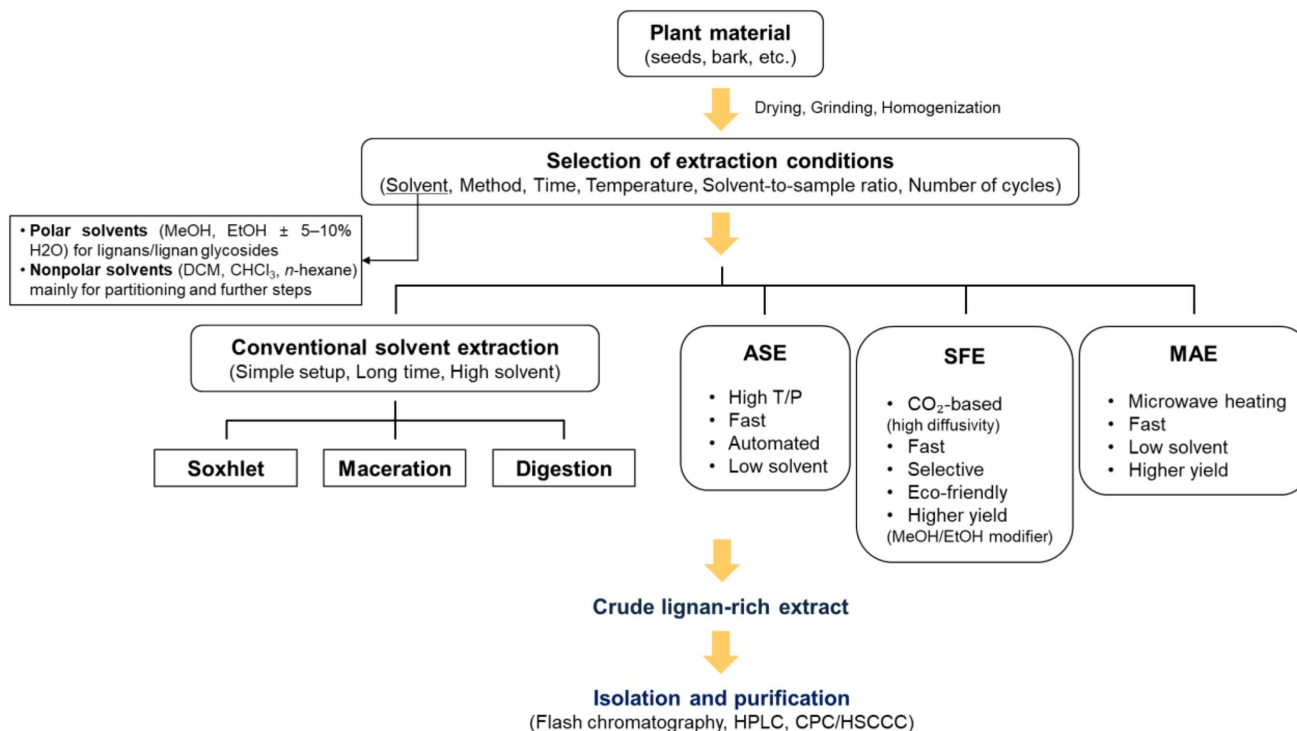 Plant material
(seeds, bark, etc.)
Drying, Grinding, Homogenization
Selection of extraction conditions
(Solvent, Method, Time, Temperature, Solvent-to-sample ratio, Number of cycles)
• Polar solvents (MeOH, EtOH ± 5–10%
H2O) for lignans/lignan glycosides
• Nonpolar solvents (DCM, CHCl₃, n-hexane)
mainly for partitioning and further steps
Conventional solvent extraction
(Simple setup, Long time, High solvent)
Soxhlet
Maceration
Digestion
ASE
• High T/P
• Fast
• Automated
• Low solvent
SFE
• CO₂-based
(high diffusivity)
• Fast
• Selective
• Eco-friendly
• Higher yield
(MeOH/EtOH modifier)
MAE
• Microwave heating
• Fast
• Low solvent
• Higher yield
Crude lignan-rich extract
Isolation and purification
(Flash chromatography, HPLC, CPC/HSCCC)